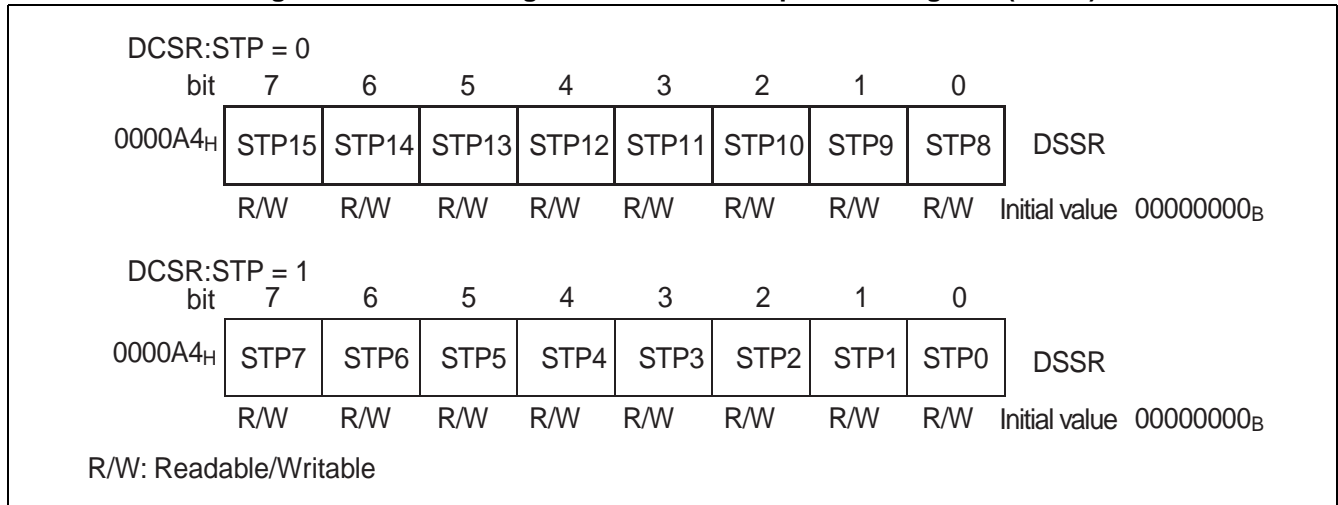 DCSR:STP = 0
bit 7 6 5 4 3 2 1 0
0000A4H STP15 STP14 STP13 STP12 STP11 STP10 STP9 STP8 DSSR
R/W R/W R/W R/W R/W R/W R/W R/W Initial value 00000000B
DCSR:STP = 1
bit 7 6 5 4 3 2 1 0
0000A4H STP7 STP6 STP5 STP4 STP3 STP2 STP1 STP0 DSSR
R/W R/W R/W R/W R/W R/W R/W R/W Initial value 00000000B
R/W: Readable/Writable